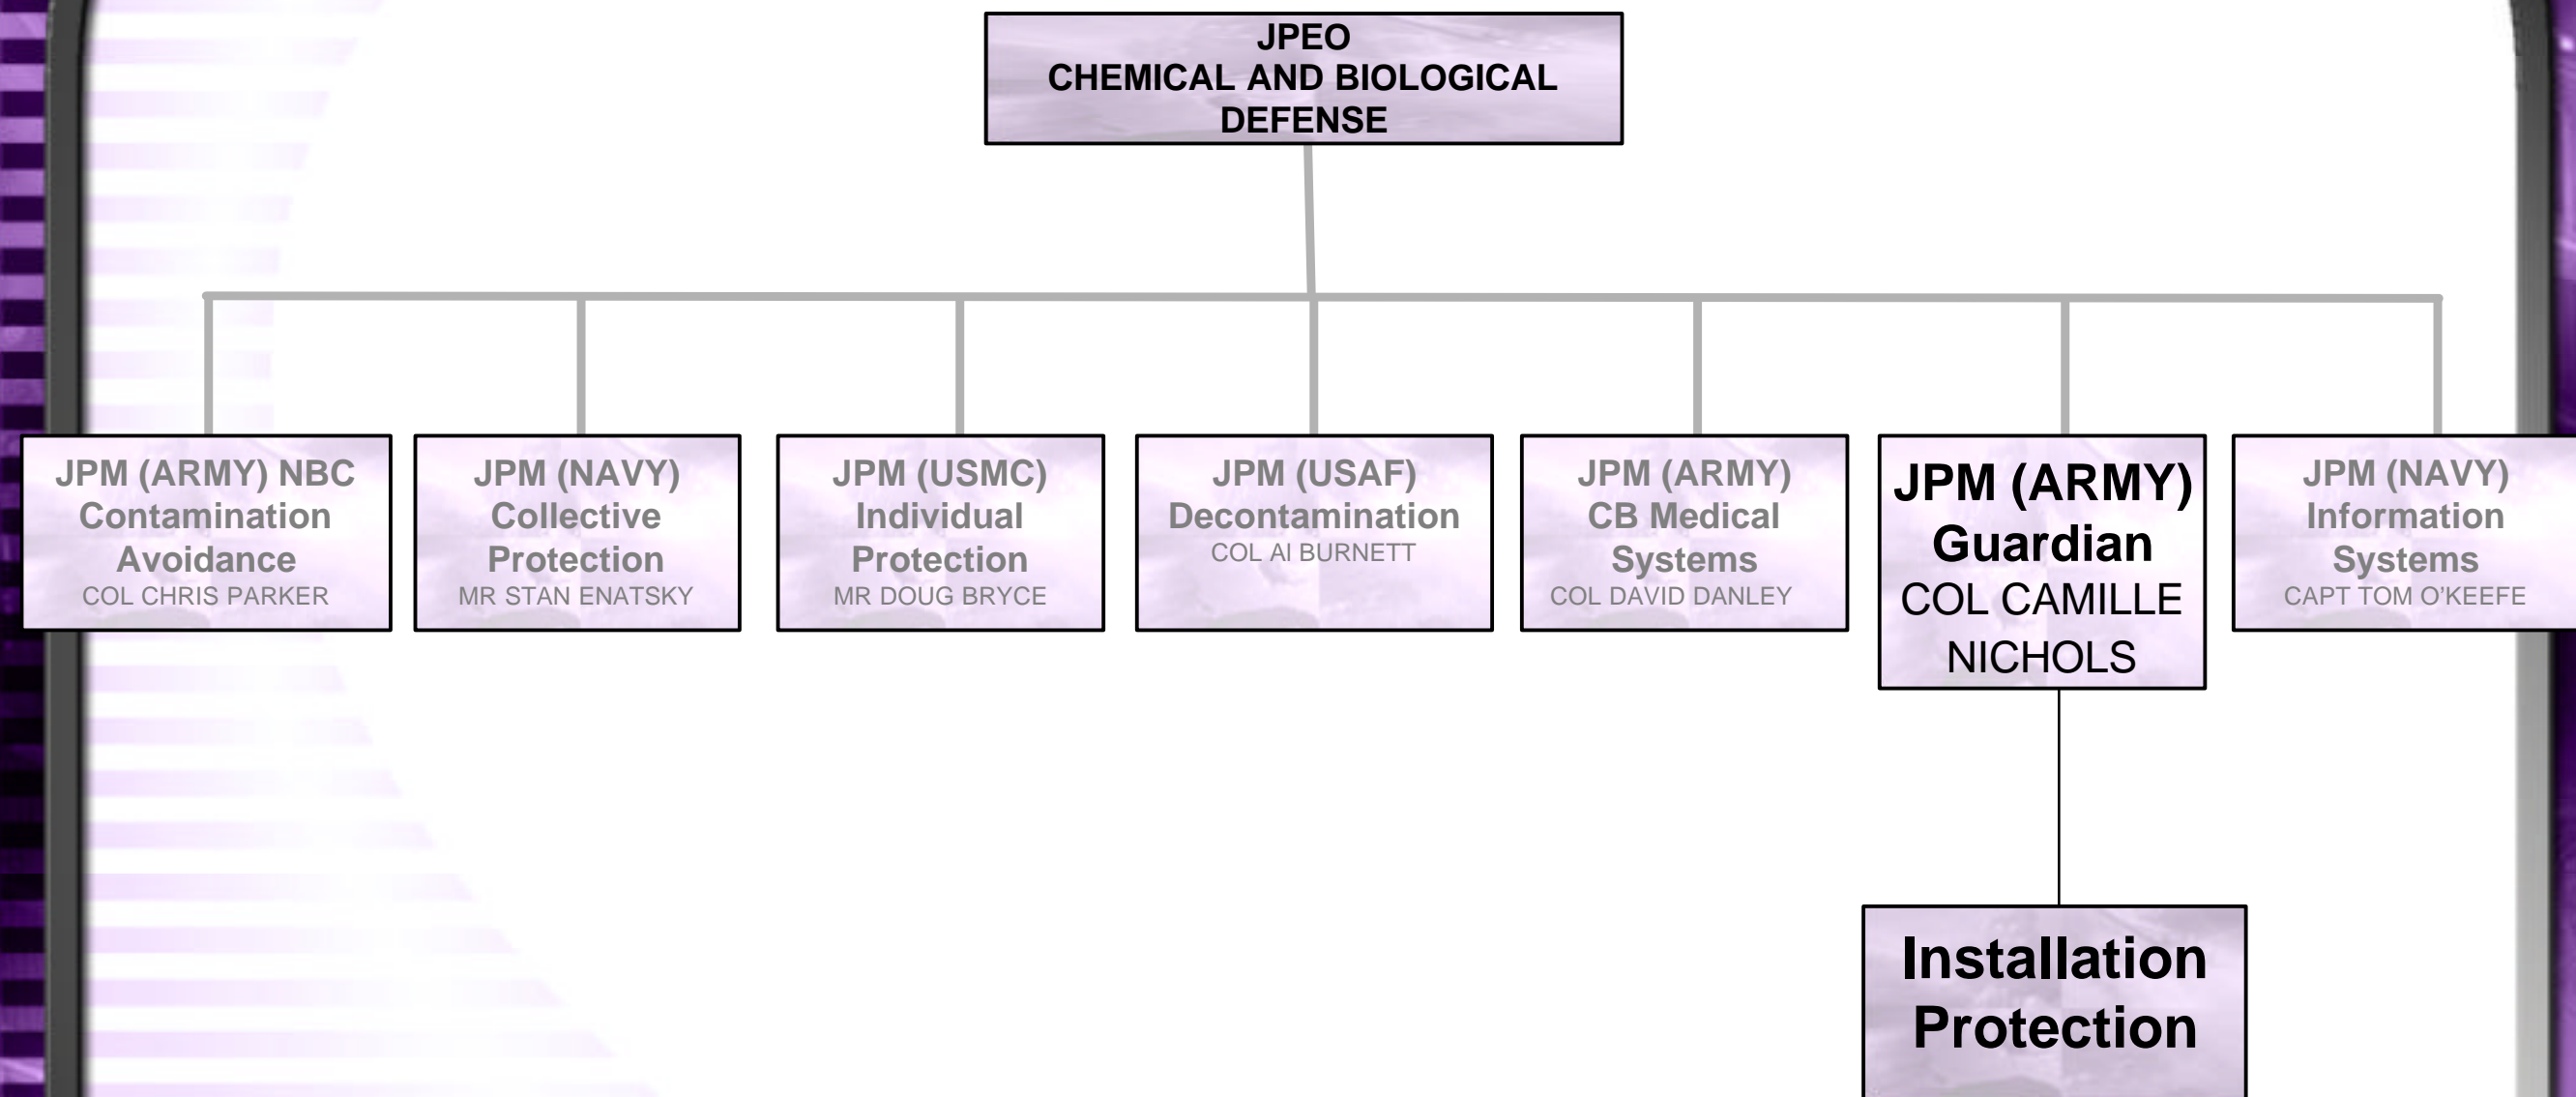 JPEO
CHEMICAL AND BIOLOGICAL
DEFENSE
JPM (ARMY) NBC
Contamination
Avoidance
COL CHRIS PARKER
JPM (NAVY)
Collective
Protection
MR STAN ENATSKY
JPM (USMC)
Individual
Protection
MR DOUG BRYCE
JPM (USAF)
Decontamination
COL Al BURNETT
JPM (ARMY)
CB Medical
Systems
COL DAVID DANLEY
JPM (ARMY)
Guardian
COL CAMILLE
NICHOLS
JPM (NAVY)
Information
Systems
CAPT TOM O'KEEFE
Installation
Protection